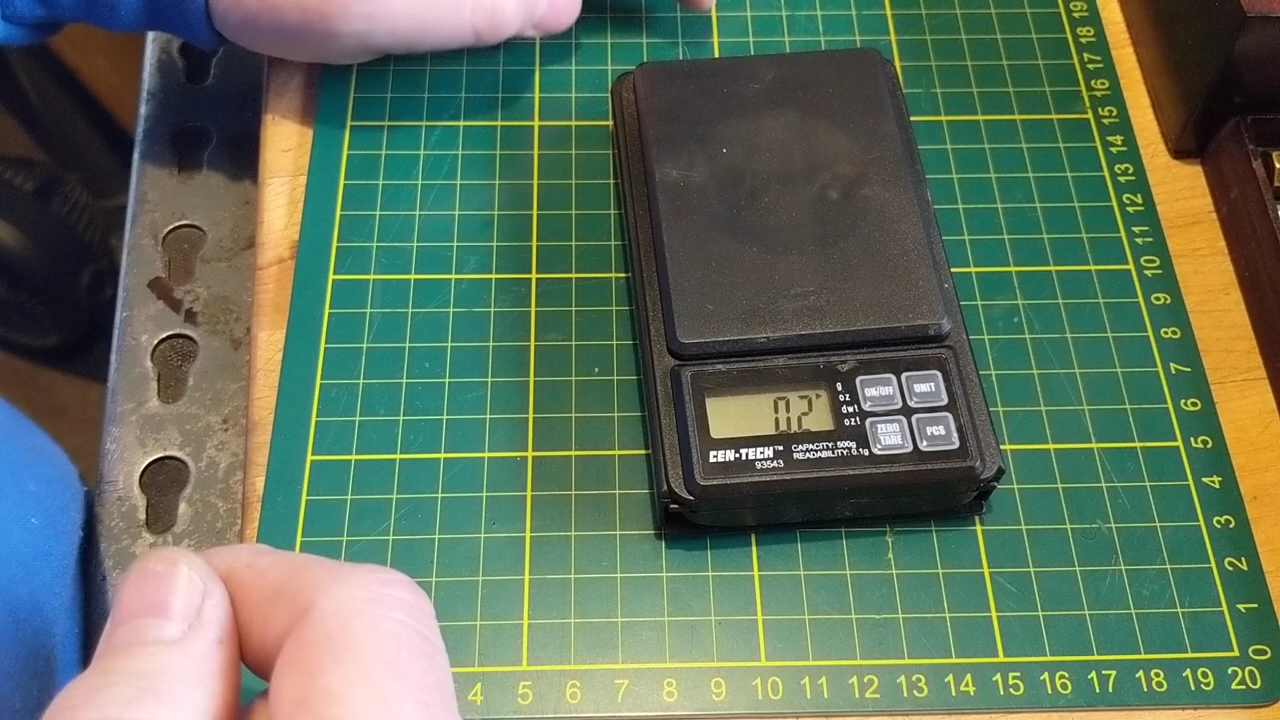 0.2
g
oz
dwt
ozt
ON/OFF
UNIT
ZERO
TARE
PCS
CEN-TECH™
93543
CAPACITY: 500g
READABILITY: 0.1g
19
18
17
16
15
14
13
12
11
10
9
8
7
6
5
4
3
2
1
0
4 5 6 7 8 9 10 11 12 13 14 15 16 17 18 19 20